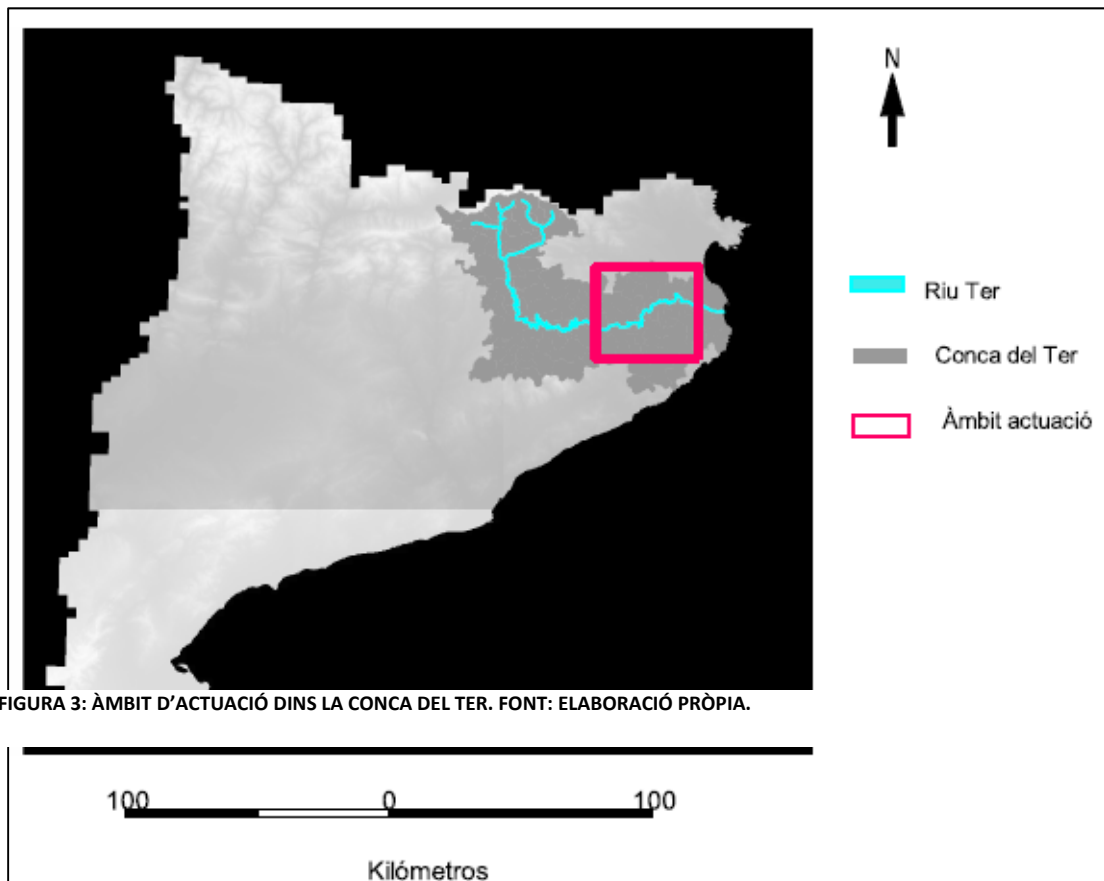 N
Riu Ter
Conca del Ter
Àmbit actuació
FIGURA 3: ÀMBIT D’ACTUACIÓ DINS LA CONCA DEL TER. FONT: ELABORACIÓ PRÒPIA.
100 0 100
Kilómetros